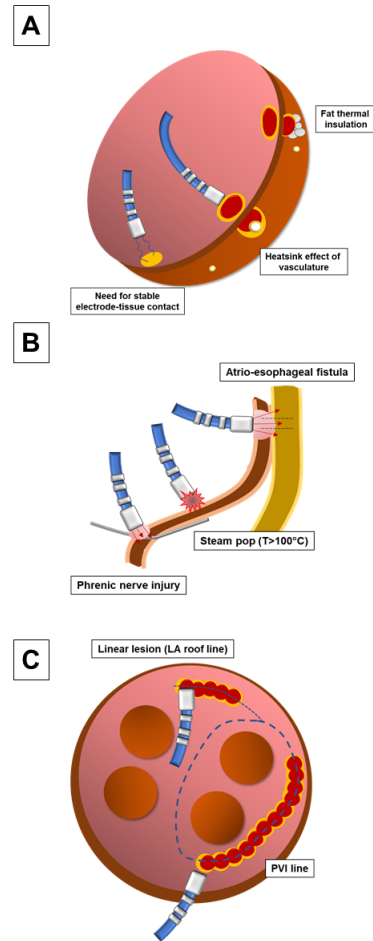 A
Fat thermal
insulation
Heatsink effect of
vasculature
Need for stable
electrode-tissue contact
B
Atrio-esophageal fistula
Steam pop (T>100°C)
Phrenic nerve injury
C
Linear lesion (LA roof line)
PVI line